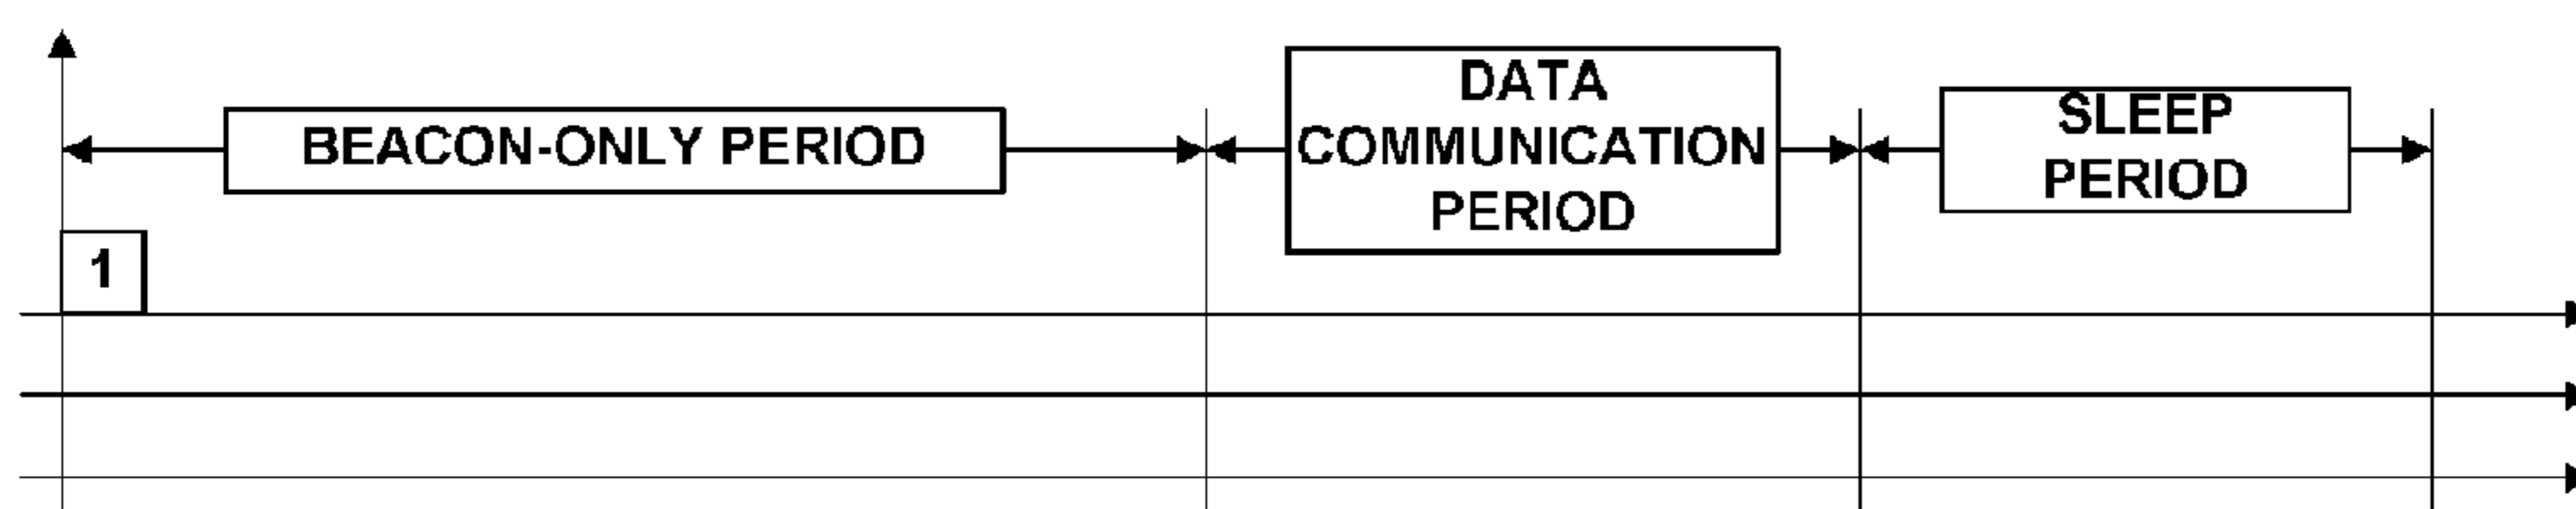 BEACON-ONLY PERIOD
DATA
COMMUNICATION
PERIOD
SLEEP
PERIOD
1